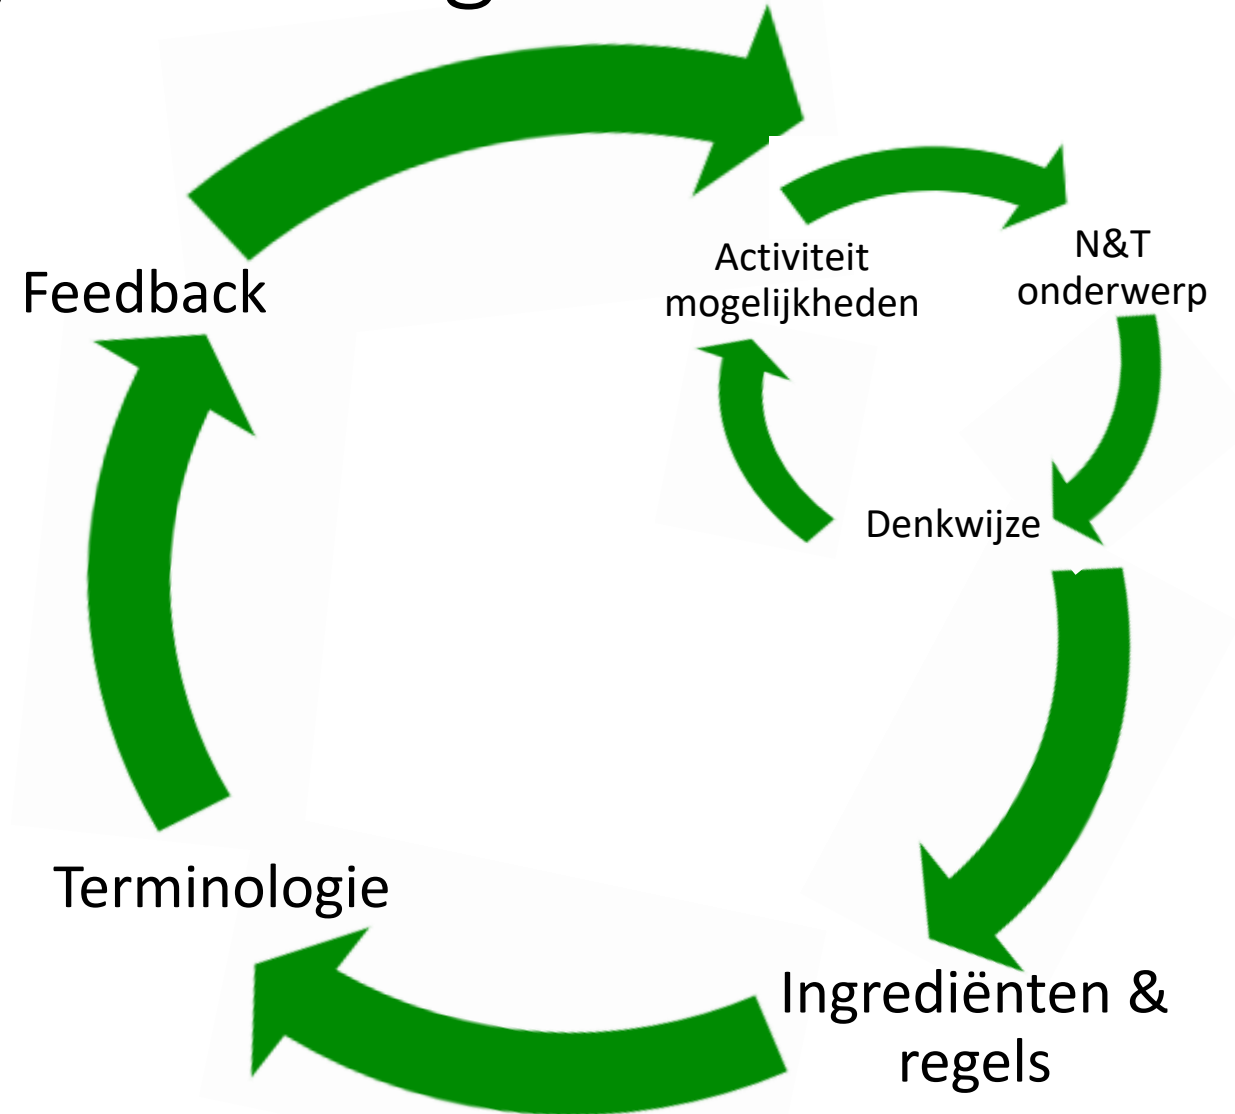 Feedback
Activiteit
mogelijkheden
N&T
onderwerp
Denkwijze
Terminologie
Ingrediënten &
regels